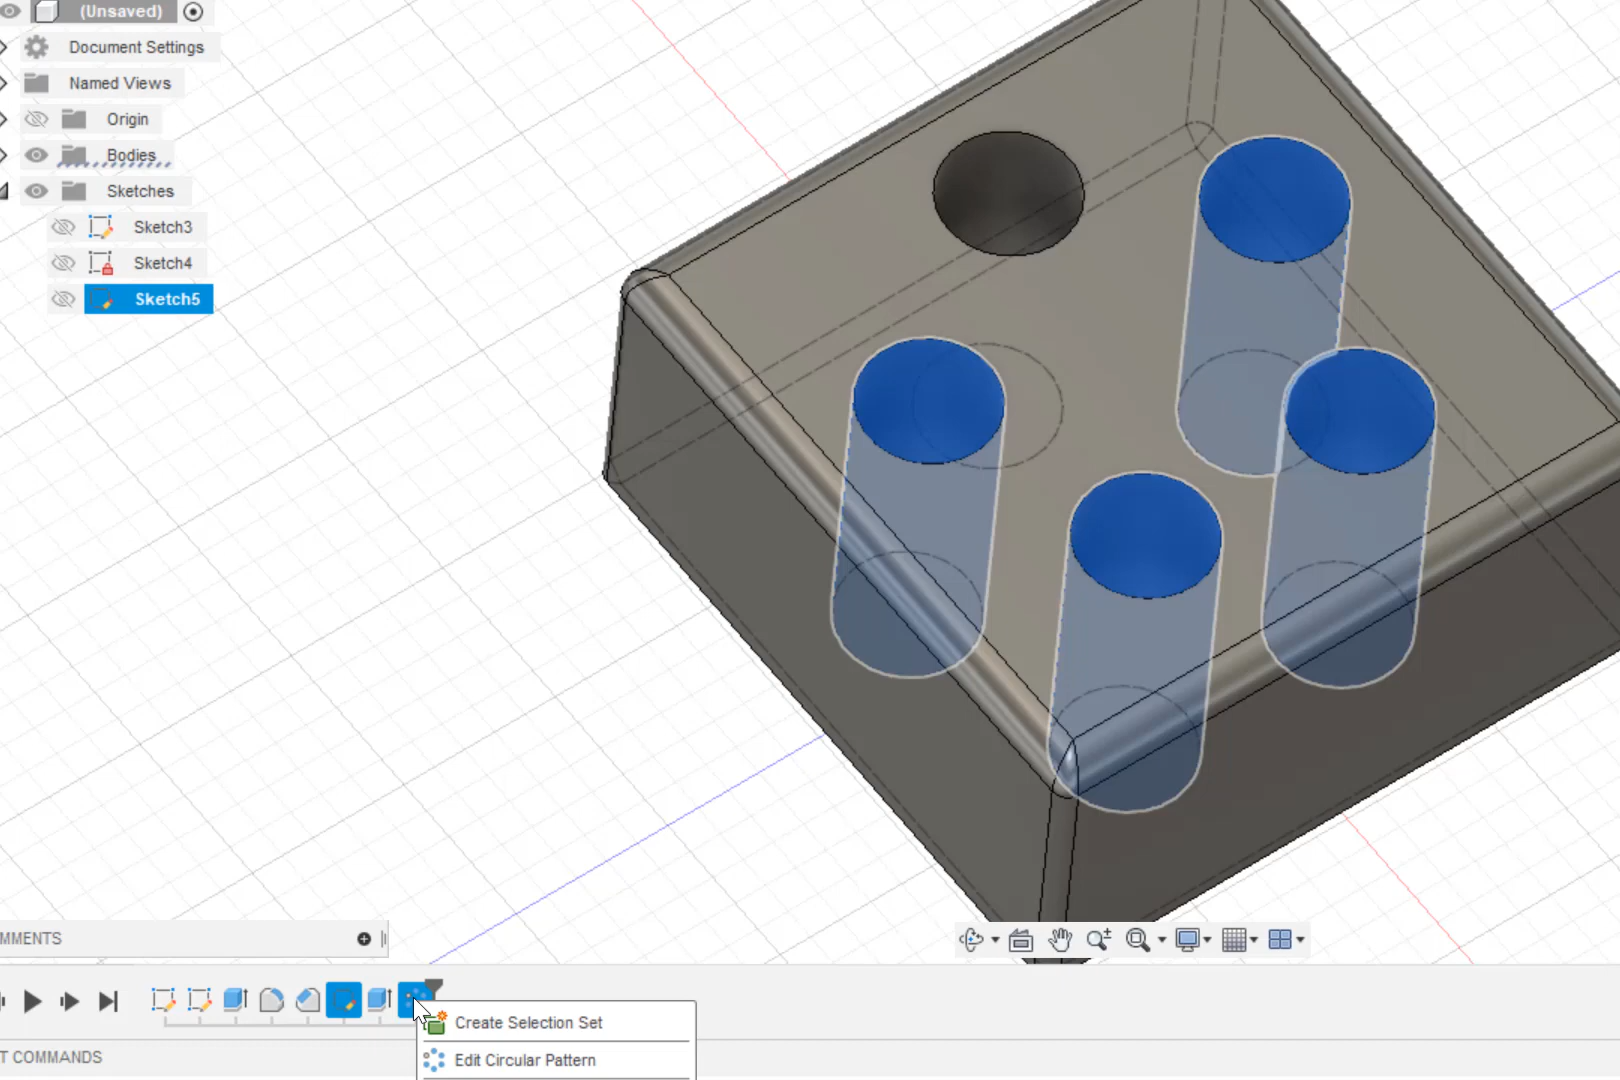 (Unsaved)
Document Settings
Named Views
Origin
Bodies
Sketches
Sketch3
Sketch4
Sketch5
MMENTS
Create Selection Set
Edit Circular Pattern
T COMMANDS